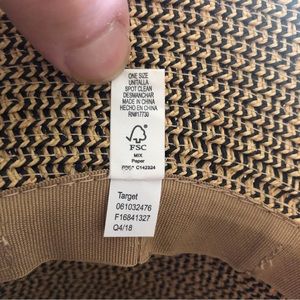 ONE SIZE
UNITALLA
SPOT CLEAN
DESMANCHAR
MADE IN CHINA
HECHO EN CHINA
RN#17730
FSC
MIX
Paper
C142324
Target
061032476
F16841327
Q4/18